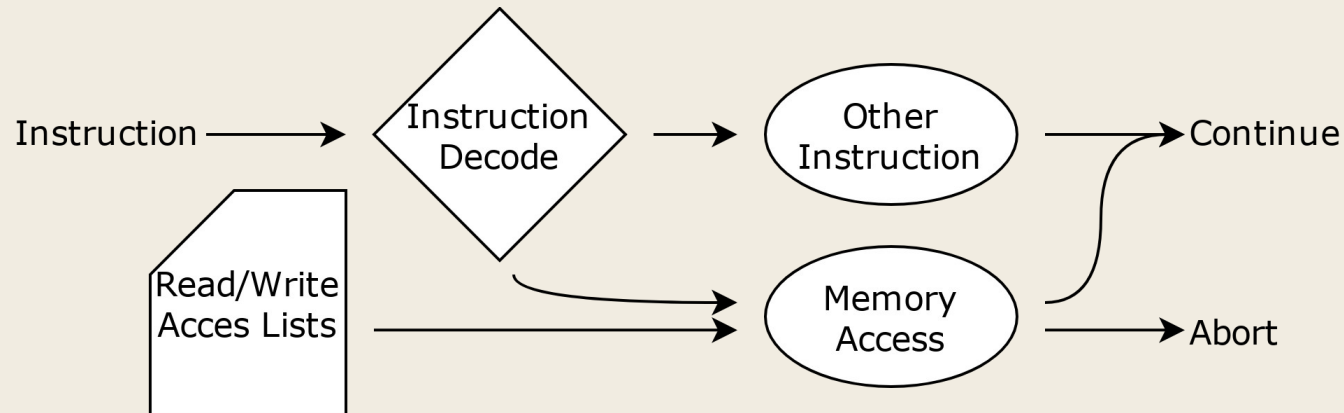 Instruction
Instruction
Decode
Other
Instruction
Continue
Read/Write
Acces Lists
Memory
Access
Abort